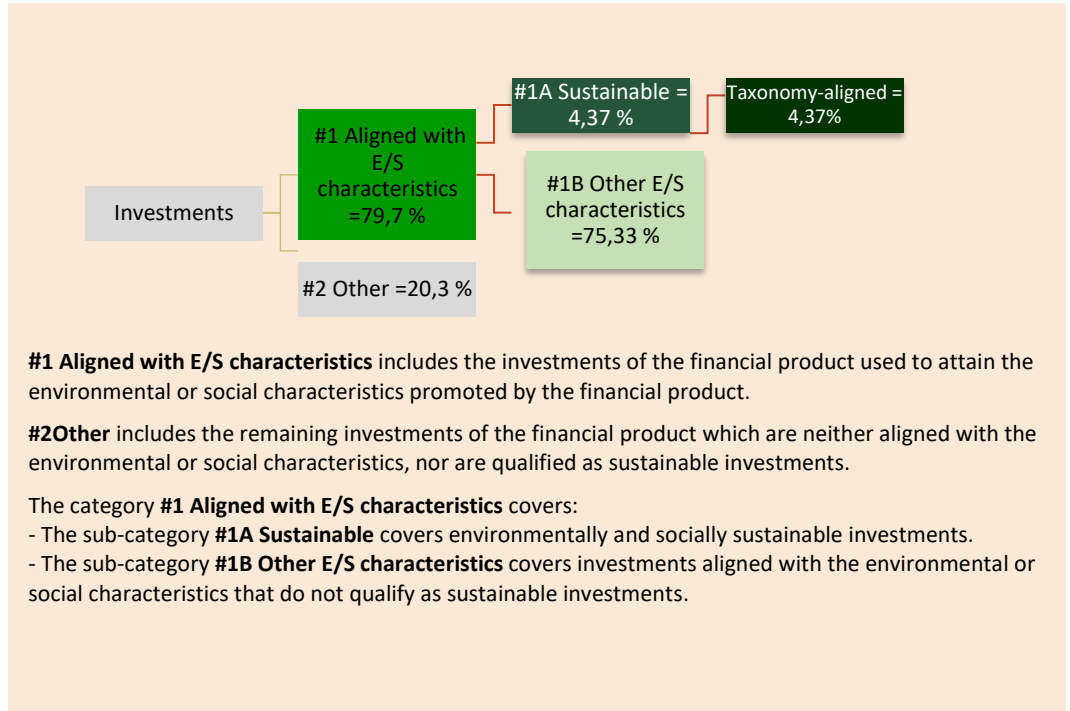 #1A Sustainable =
4,37 %
Taxonomy-aligned =
4,37%
#1 Aligned with
E/S
characteristics
=79,7 %
#1B Other E/S
characteristics
=75,33 %
Investments
#2 Other =20,3 %
#1 Aligned with E/S characteristics includes the investments of the financial product used to attain the
environmental or social characteristics promoted by the financial product.
#2Other includes the remaining investments of the financial product which are neither aligned with the
environmental or social characteristics, nor are qualified as sustainable investments.
The category #1 Aligned with E/S characteristics covers:
- The sub-category #1A Sustainable covers environmentally and socially sustainable investments.
- The sub-category #1B Other E/S characteristics covers investments aligned with the environmental or
social characteristics that do not qualify as sustainable investments.